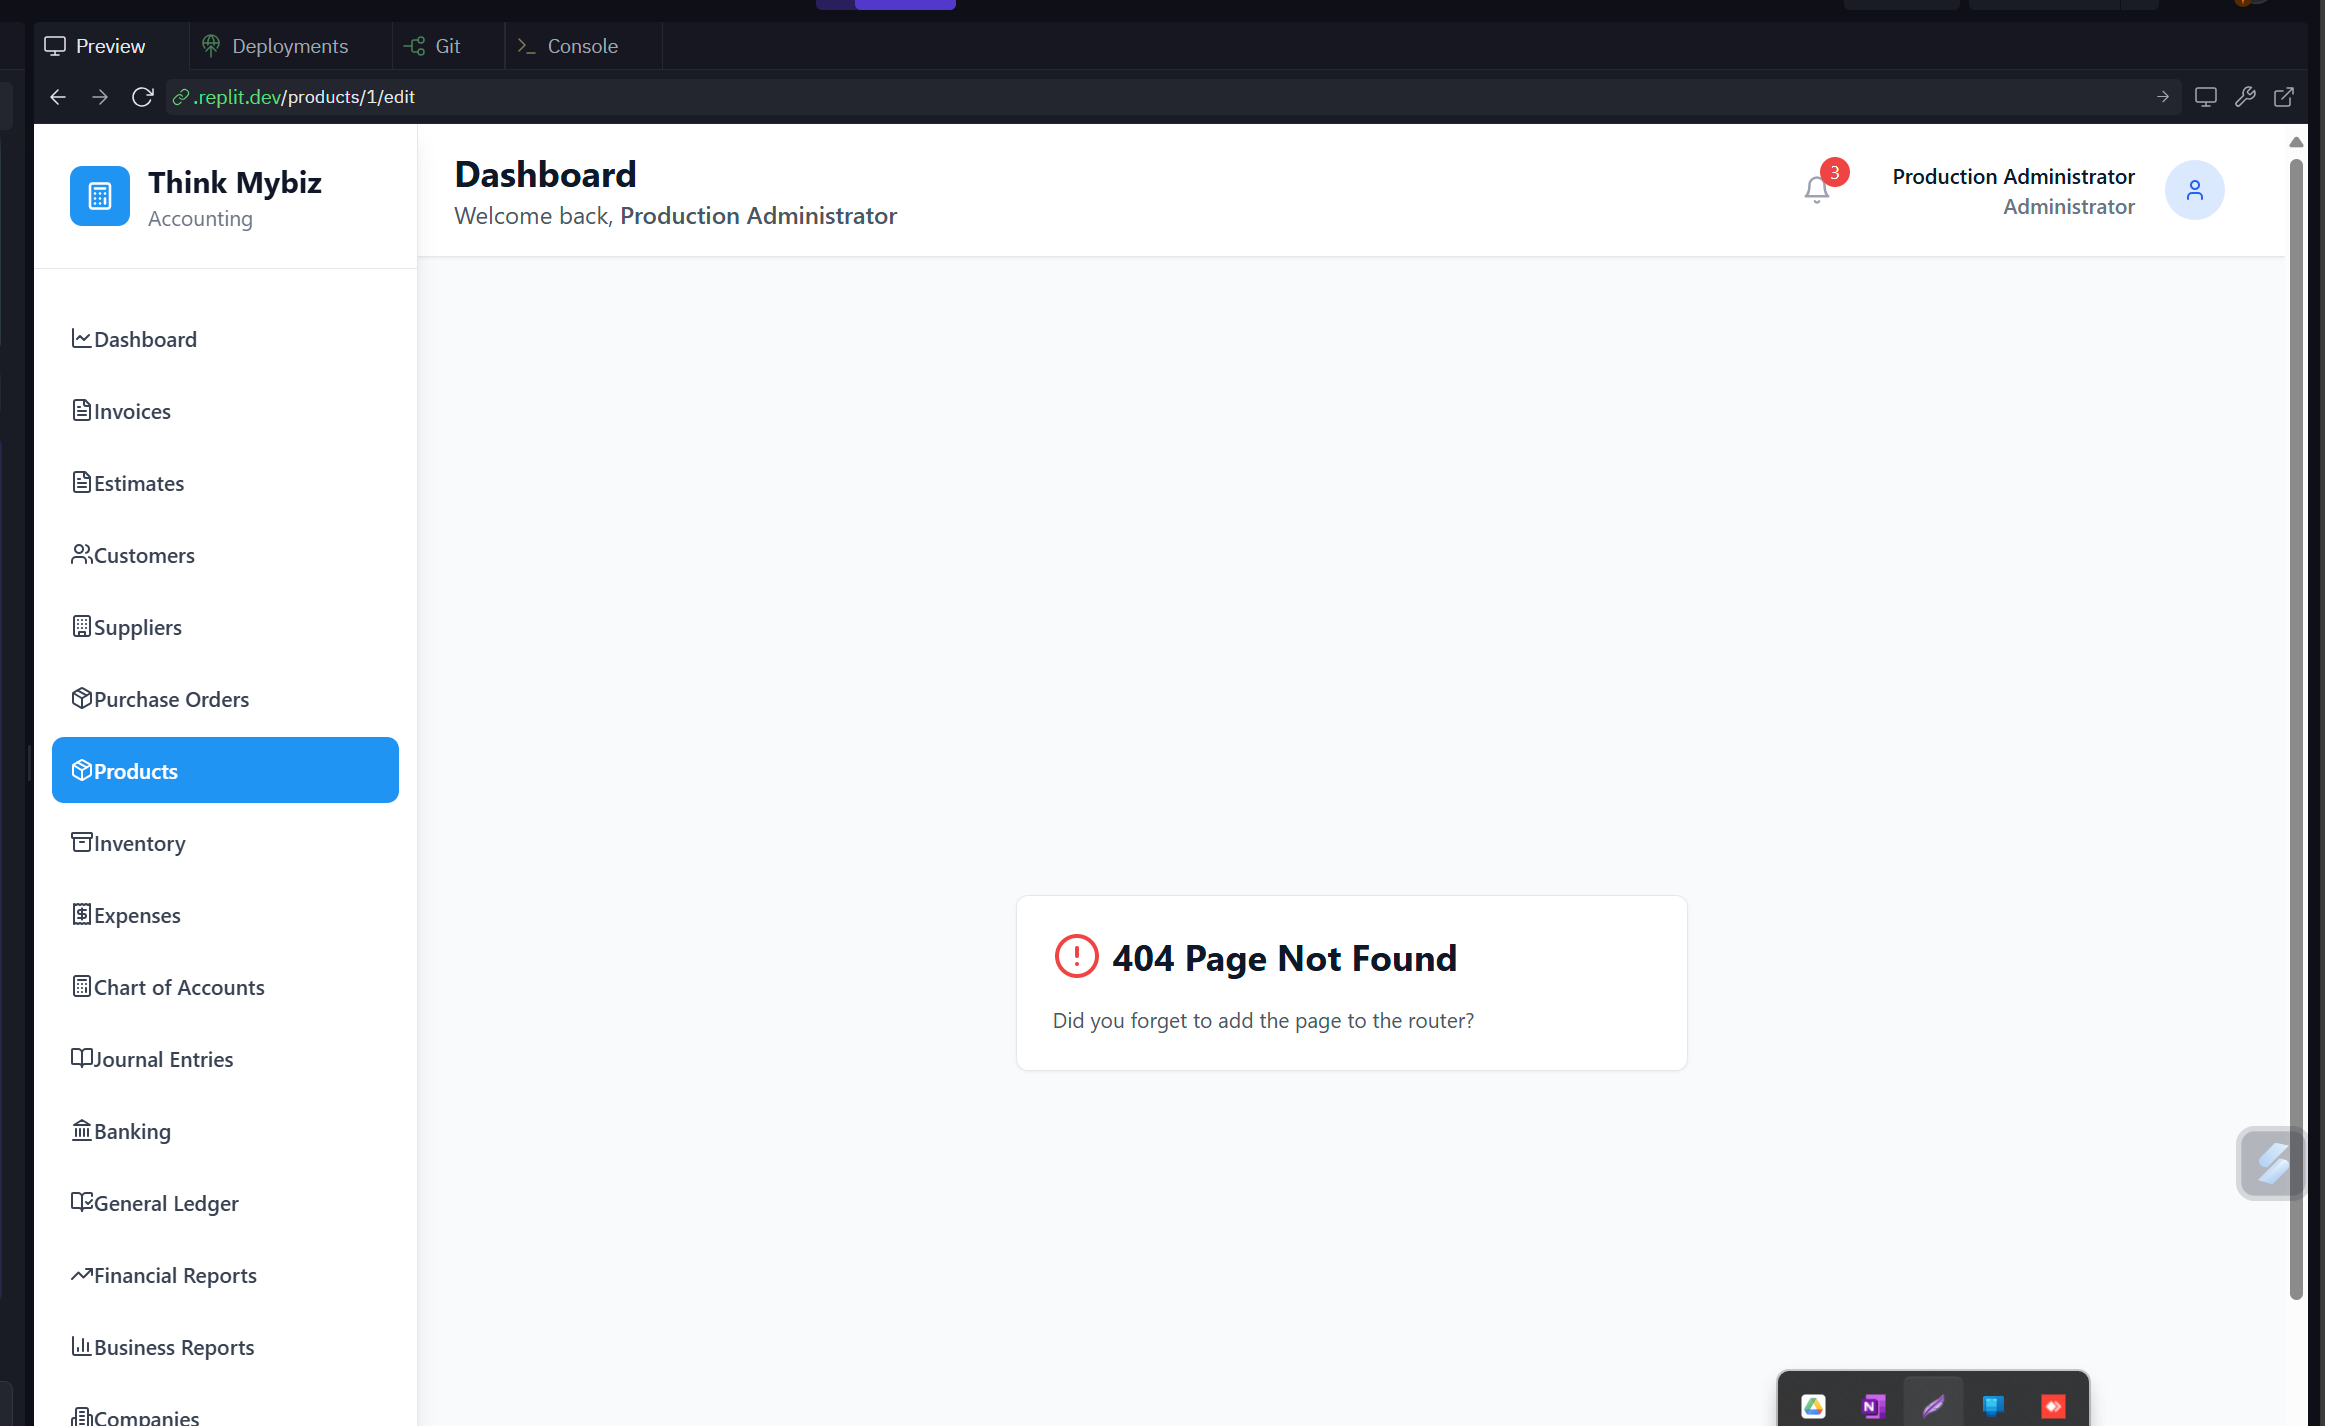 Preview
Deployments
Git
Console
.replit.dev/products/1/edit
Think Mybiz
Accounting
Dashboard
Welcome back, Production Administrator
3
Production Administrator
Administrator
Dashboard
Invoices
Estimates
Customers
Suppliers
Purchase Orders
Products
Inventory
Expenses
Chart of Accounts
Journal Entries
Banking
General Ledger
Financial Reports
Business Reports
Companies
404 Page Not Found
Did you forget to add the page to the router?